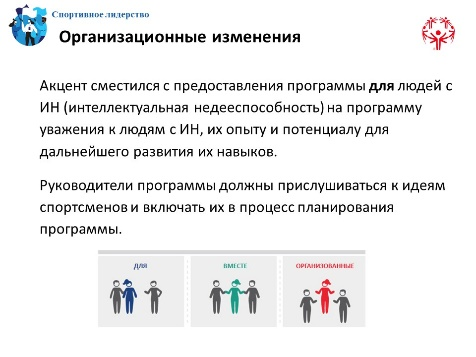 Спортивное лидерство
Организационные изменения
Акцент сместился с предоставления программы для людей с
ИН (интеллектуальная недееспособность) на программу
уважения к людям с ИН, их опыту и потенциалу для
дальнейшего развития их навыков.
Руководители программы должны прислушиваться к идеям
спортсменов и включать их в процесс планирования
программы.
ДЛЯ
ВМЕСТЕ
ОРГАНИЗОВАННЫЕ